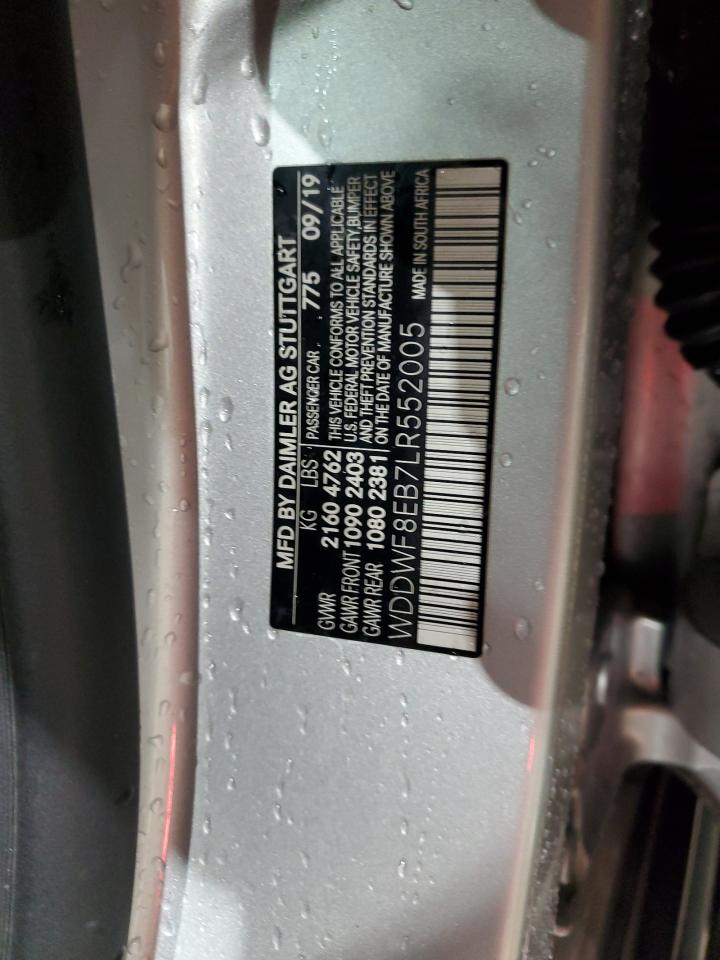 MFD BY DAIMLER AG STUTTGART
KG LBS PASSENGER CAR 775 09/19
GVWR 2160 4762
GAWR FRONT 1090 2403
GAWR REAR 1080 2381
THIS VEHICLE CONFORMS TO ALL APPLICABLE
U.S. FEDERAL MOTOR VEHICLE SAFETY,BUMPER
AND THEFT PREVENTION STANDARDS IN EFFECT
ON THE DATE OF MANUFACTURE SHOWN ABOVE
WDDWF8EB7LR552005 MADE IN SOUTH AFRICA